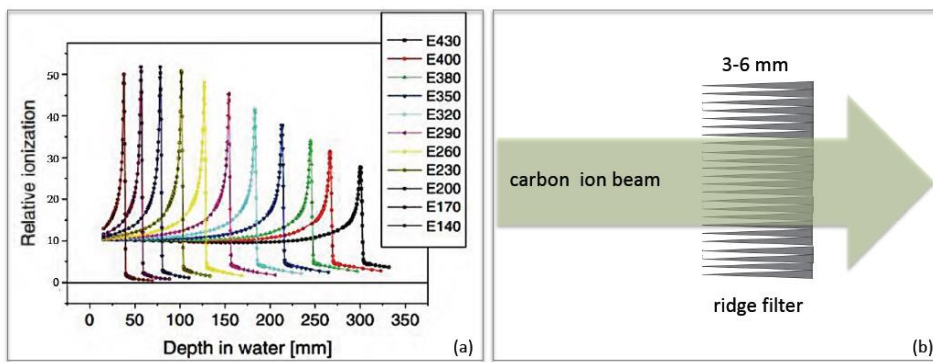 E430
E400
E380
E350
E320
E290
E260
E230
E200
E170
E140
Relative ionization
50
40
30
20
10
0
0 50 100 150 200 250 300 350
Depth in water [mm]
(a)
3-6 mm
carbon ion beam
ridge filter
(b)